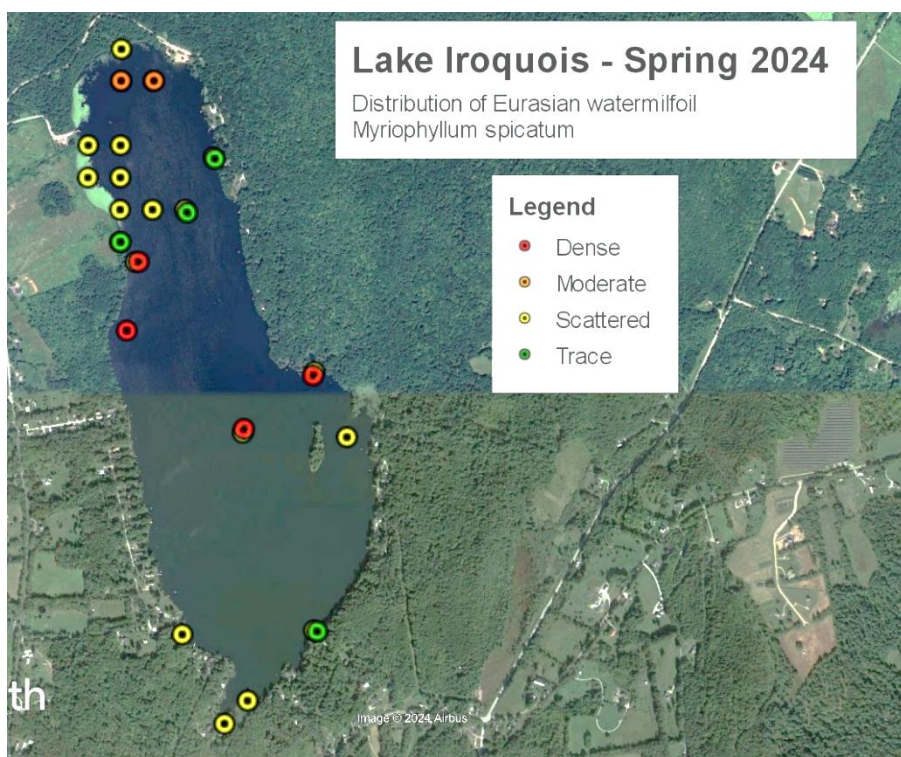 Lake Iroquois - Spring 2024
Distribution of Eurasian watermilfoil
Myriophyllum spicatum
Legend
Dense
Moderate
Scattered
Trace
th
Image © 2024 Airbus